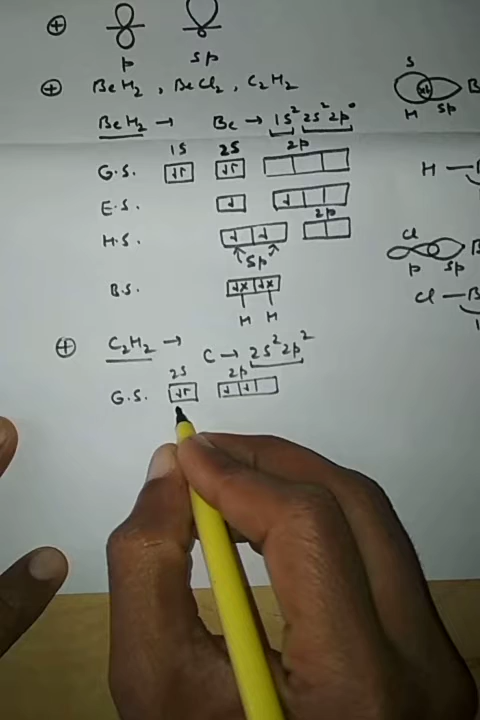 ⊕
p sp
⊕ BeH₂, BeCl₂, C₂H₂
BeH₂ → Be → 1s² 2s² 2p⁰
1s 2s 2p
G.S.
E.S.
H.S. 2p
sp
B.S.
H H
⊕ C₂H₂ →
C → 2s² 2p²
2s 2p
G.S.
s
H sp B
H — B
Cl
p sp B
Cl — B